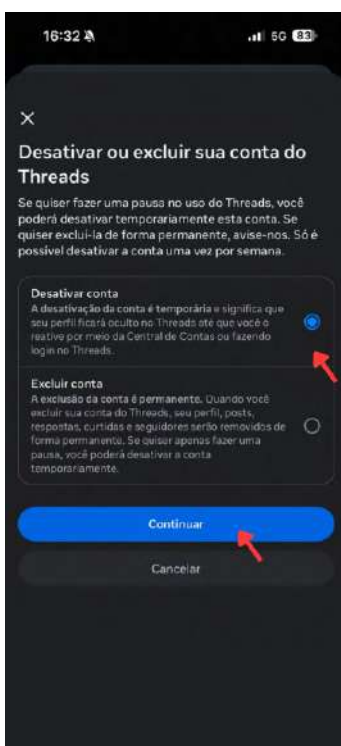 16:32
5G 83
Desativar ou excluir sua conta do
Threads
Se quiser fazer uma pausa no uso do Threads, você
poderá desativar temporariamente esta conta. Se
quiser excluí-la de forma permanente, avise-nos. Só é
possível desativar a conta uma vez por semana.
Desativar conta
A desativação da conta é temporária e significa que
seu perfil ficará oculto no Threads até que você o
reative por meio da Central de Contas ou fazendo
login no Threads.
Excluir conta
A exclusão da conta é permanente. Quando você
excluir sua conta do Threads, seu perfil, posts,
respostas, curtidas e seguidores serão removidos de
forma permanente. Se quiser apenas fazer uma
pausa, você poderá desativar a conta
temporariamente.
Continuar
Cancelar